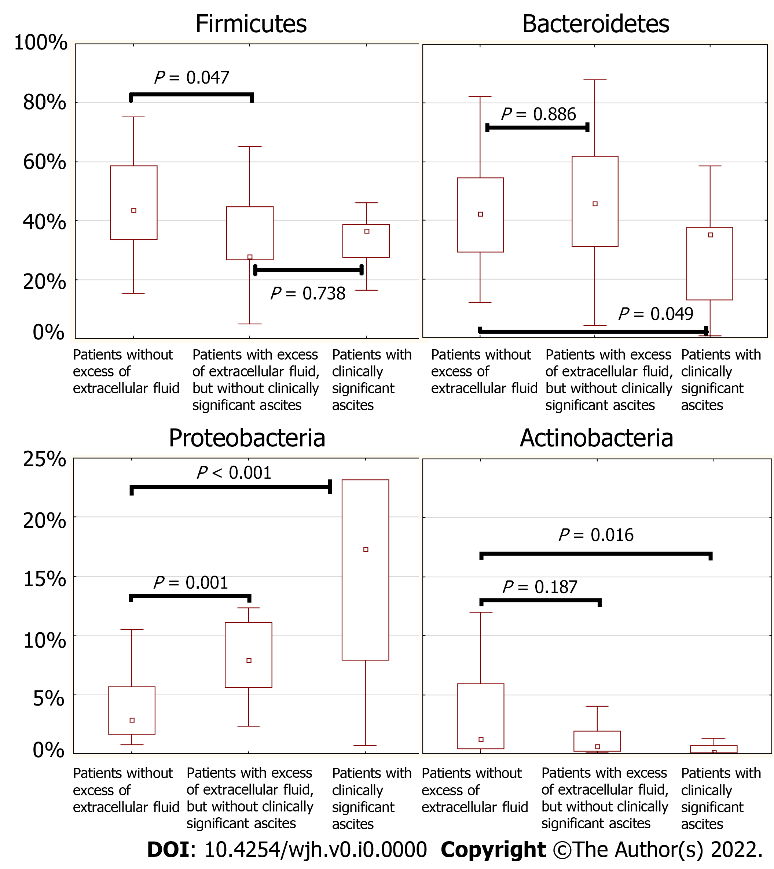 Firmicutes
Bacteroidetes
100%
80%
60%
40%
20%
0%
P = 0.047
P = 0.738
P = 0.886
P = 0.049
Patients without
excess of
extracellular fluid
Patients with excess
of extracellular fluid,
but without clinically
significant ascites
Patients with
clinically
significant
ascites
Patients without
excess of
extracellular fluid
Patients with excess
of extracellular fluid,
but without clinically
significant ascites
Patients with
clinically
significant
ascites
Proteobacteria
Actinobacteria
25%
20%
15%
10%
5%
0%
P < 0.001
P = 0.001
P = 0.016
P = 0.187
Patients without
excess of
extracellular fluid
Patients with excess
of extracellular fluid,
but without clinically
significant ascites
Patients with
clinically
significant
ascites
Patients without
excess of
extracellular fluid
Patients with excess
of extracellular fluid,
but without clinically
significant ascites
Patients with
clinically
significant
ascites
DOI: 10.4254/wjh.v0.i0.0000 Copyright ©The Author(s) 2022.